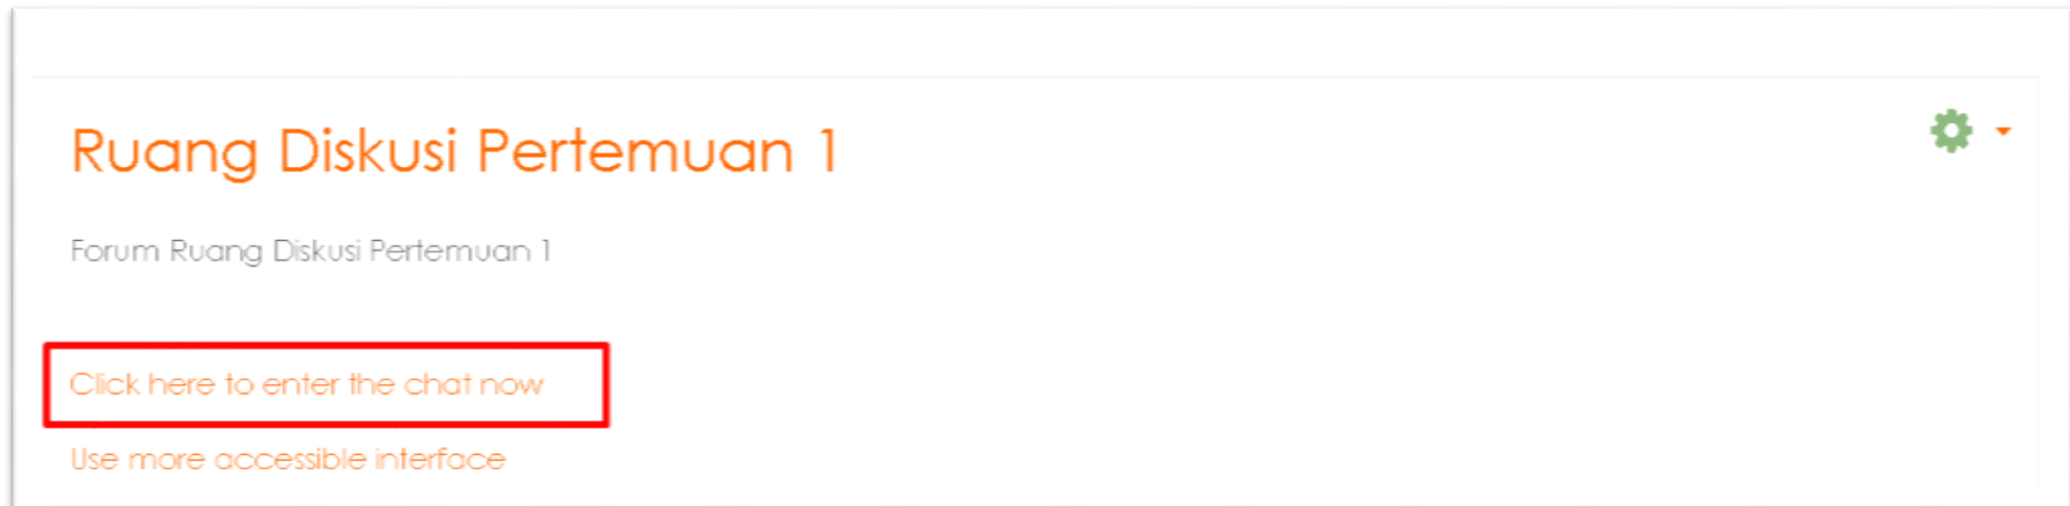 Ruang Diskusi Pertemuan 1
Forum Ruang Diskusi Pertemuan 1
Click here to enter the chat now
Use more accessible interface